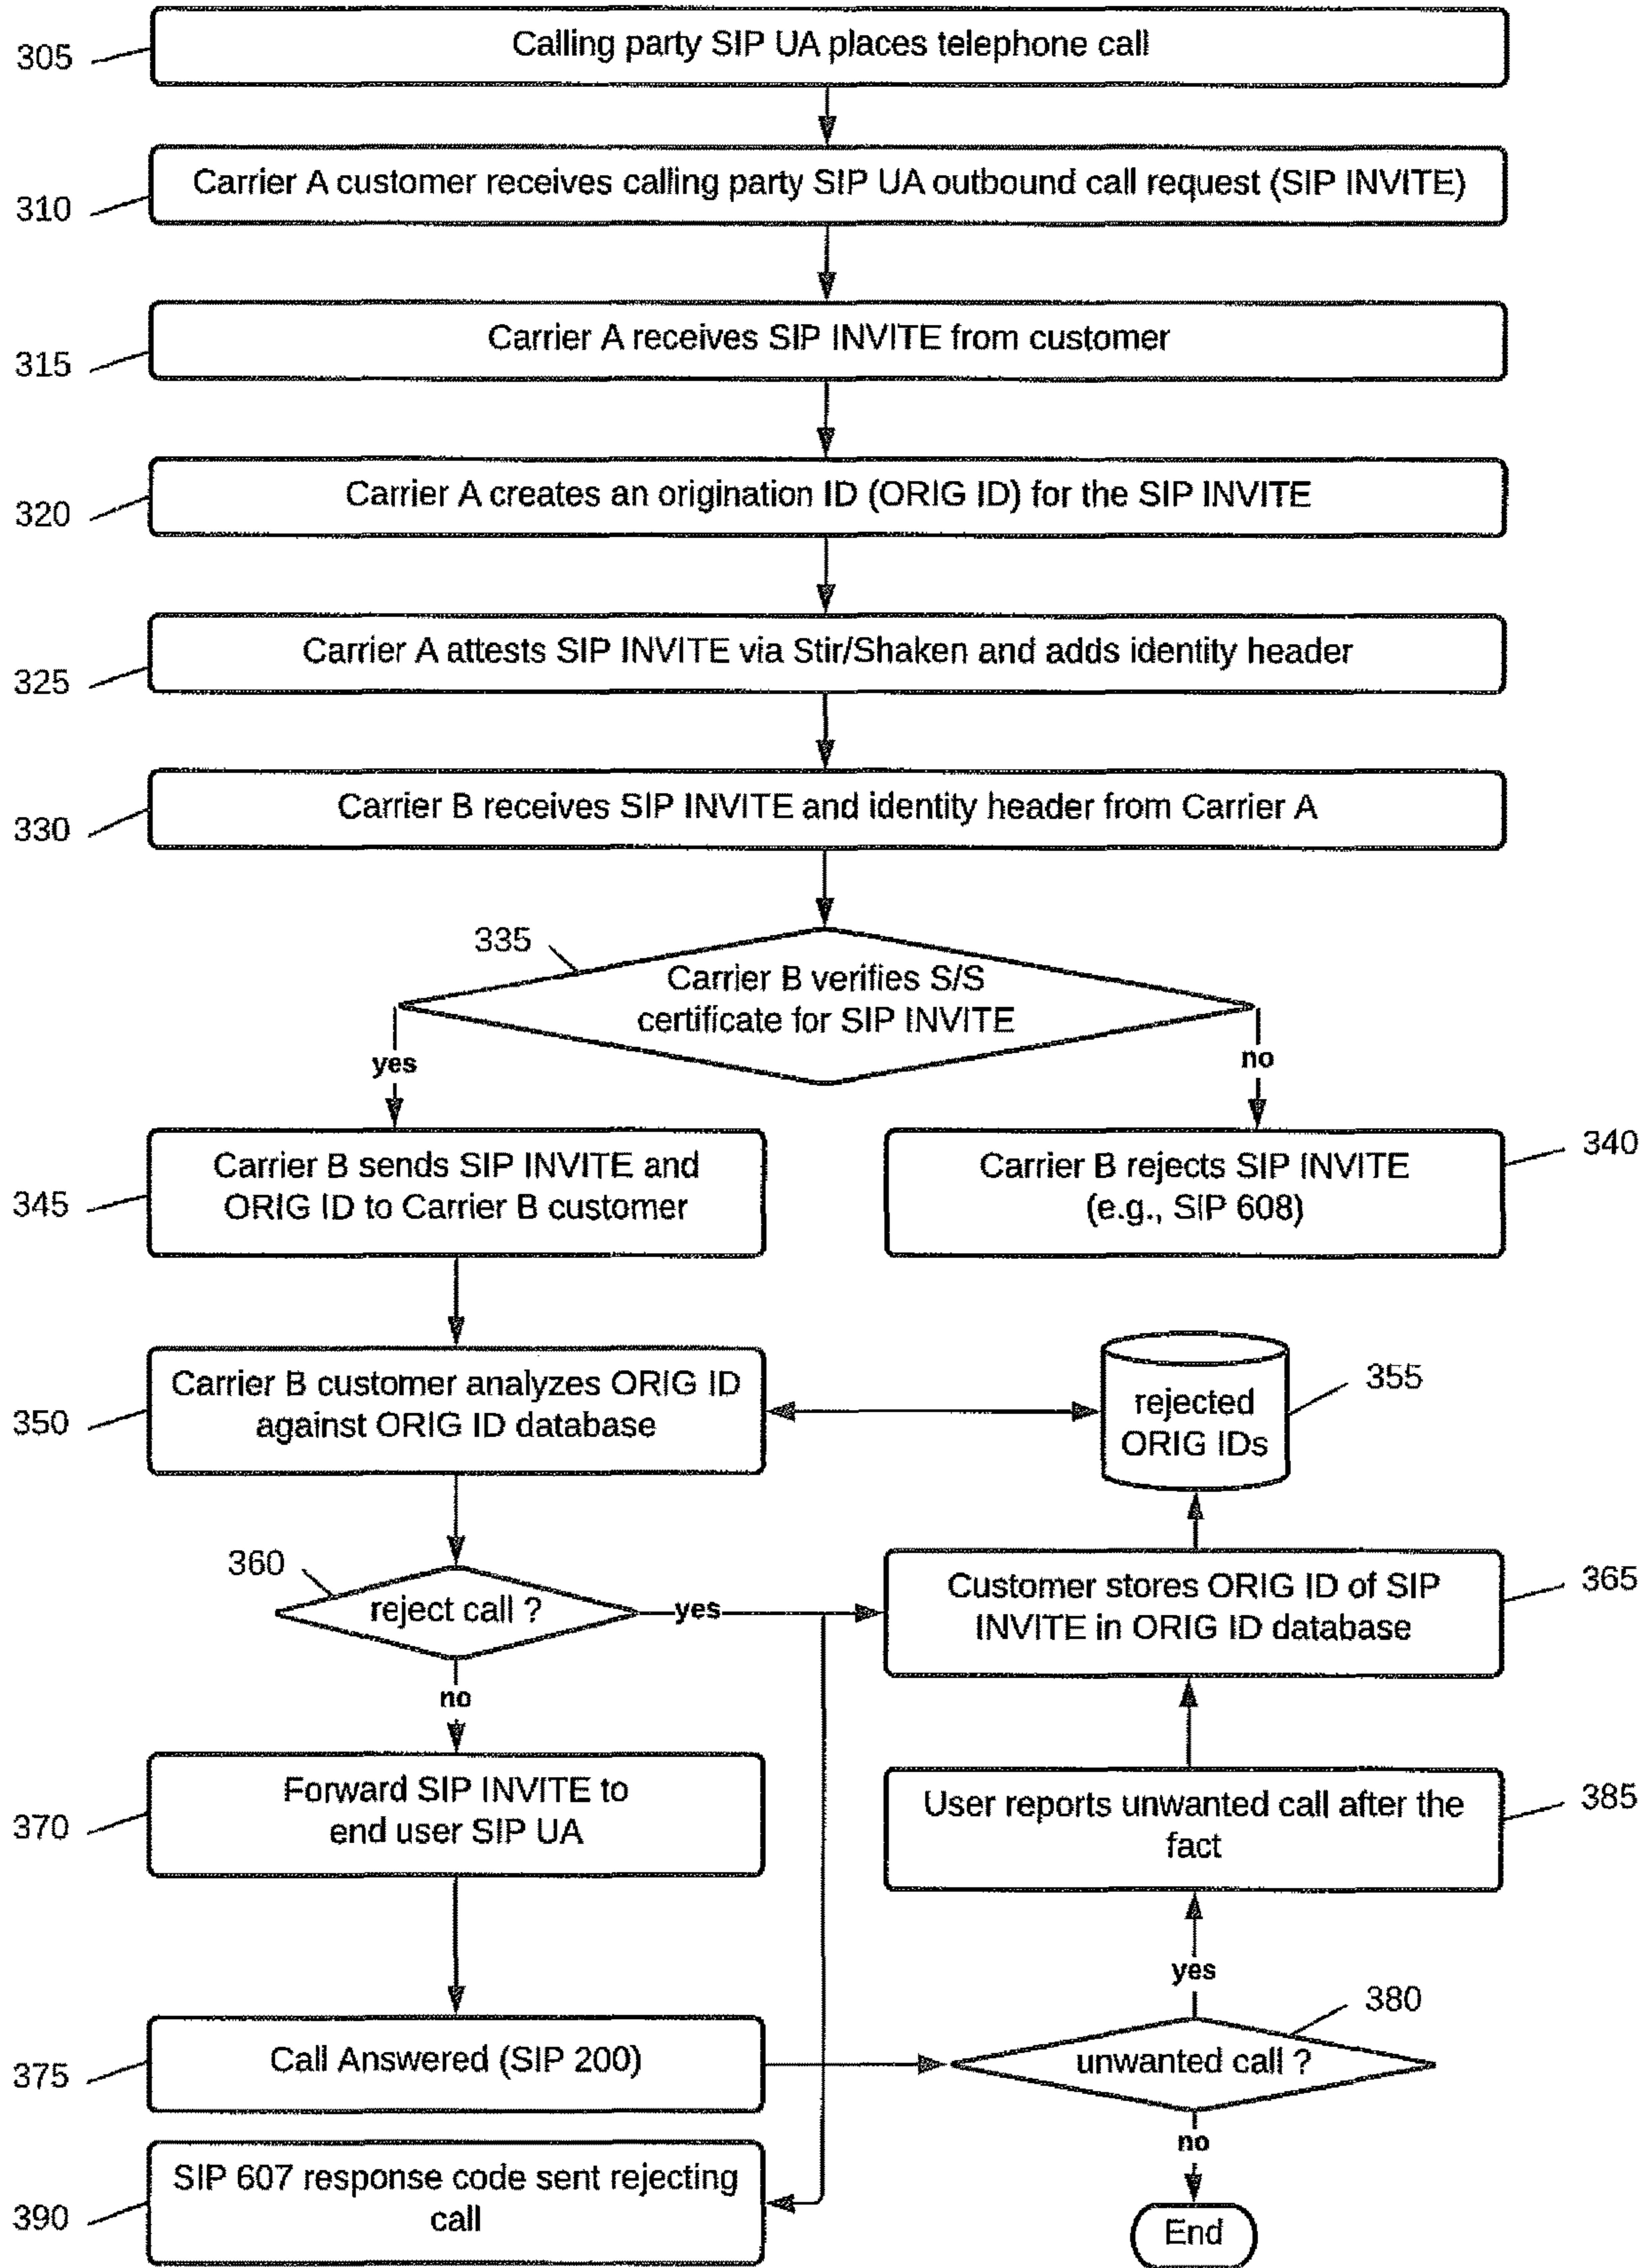 305
Calling party SIP UA places telephone call
310
Carrier A customer receives calling party SIP UA outbound call request (SIP INVITE)
315
Carrier A receives SIP INVITE from customer
320
Carrier A creates an origination ID (ORIG ID) for the SIP INVITE
325
Carrier A attests SIP INVITE via Stir/Shaken and adds identity header
330
Carrier B receives SIP INVITE and identity header from Carrier A
335
Carrier B verifies S/S
certificate for SIP INVITE
yes
no
345
Carrier B sends SIP INVITE and
ORIG ID to Carrier B customer
Carrier B rejects SIP INVITE
(e.g., SIP 608)
340
350
Carrier B customer analyzes ORIG ID
against ORIG ID database
rejected
ORIG IDs
355
360
reject call ?
yes
no
Customer stores ORIG ID of SIP
INVITE in ORIG ID database
365
370
Forward SIP INVITE to
end user SIP UA
User reports unwanted call after the
fact
385
yes
375
Call Answered (SIP 200)
380
unwanted call ?
no
390
SIP 607 response code sent rejecting
call
End